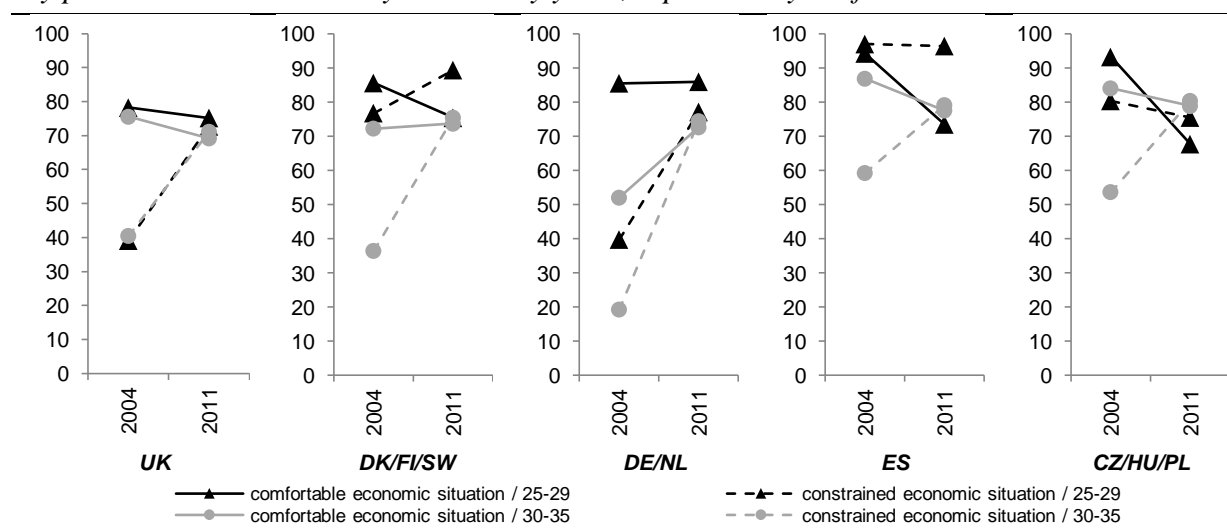 100 100 100 100 100
90 90 90 90 90
80 80 80 80 80
70 70 70 70 70
60 60 60 60 60
50 50 50 50 50
40 40 40 40 40
30 30 30 30 30
20 20 20 20 20
10 10 10 10 10
0 0 0 0 0
2004 2011 2004 2011 2004 2011 2004 2011 2004 2011
UK DK/FI/SW DE/NL ES CZ/HU/PL
comfortable economic situation / 25-29 constrained economic situation / 25-29
comfortable economic situation / 30-35 constrained economic situation / 30-35